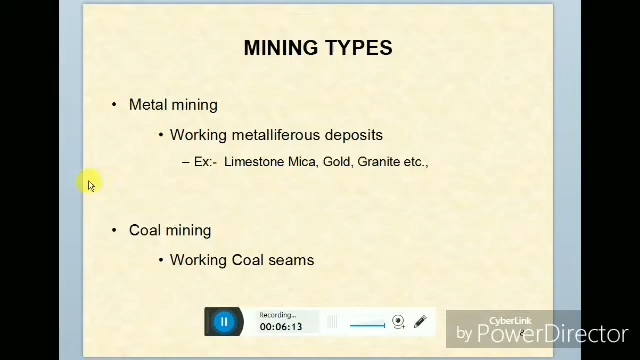 MINING TYPES
• Metal mining
• Working metalliferous deposits
– Ex:- Limestone Mica, Gold, Granite etc.,
• Coal mining
• Working Coal seams
Recording...
00:06:13
CyberLink
by PowerDirector